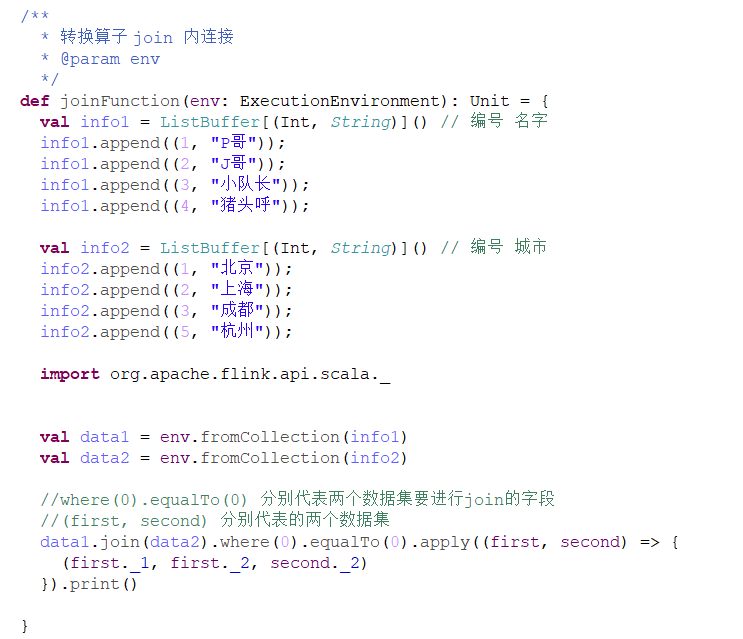 /**
 * 转换算子 join 内连接
 * @param env
 */
def joinFunction(env: ExecutionEnvironment): Unit = {
  val info1 = ListBuffer[(Int, String)]() // 编号 名字
  info1.append((1, "P哥"));
  info1.append((2, "J哥"));
  info1.append((3, "小队长"));
  info1.append((4, "猪头呼"));

  val info2 = ListBuffer[(Int, String)]() // 编号 城市
  info2.append((1, "北京"));
  info2.append((2, "上海"));
  info2.append((3, "成都"));
  info2.append((5, "杭州"));

  import org.apache.flink.api.scala._

  val data1 = env.fromCollection(info1)
  val data2 = env.fromCollection(info2)

  //where(0).equalTo(0) 分别代表两个数据集要进行join的字段
  //(first, second) 分别代表的两个数据集
  data1.join(data2).where(0).equalTo(0).apply((first, second) => {
    (first._1, first._2, second._2)
  }).print()

}